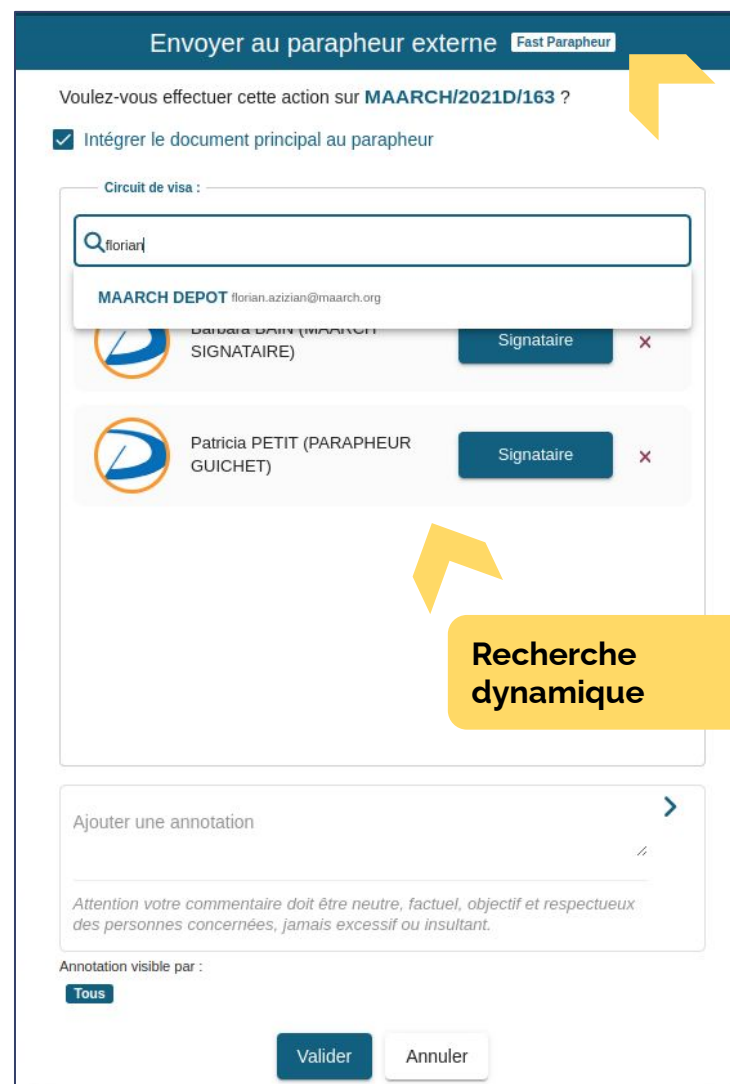 Envoyer au parapheur externe Fast Parapheur
Voulez-vous effectuer cette action sur MAARCH/2021D/163 ?
Intégrer le document principal au parapheur
Circuit de visa :
florian
MAARCH DEPOT florian.azizian@maarch.org
Barbara BAIN (MAARCH
SIGNATAIRE)
Signataire
Patricia PETIT (PARAPHEUR
GUICHET)
Signataire
Recherche
dynamique
Ajouter une annotation
Attention votre commentaire doit être neutre, factuel, objectif et respectueux
des personnes concernées, jamais excessif ou insultant.
Annotation visible par :
Tous
Valider Annuler